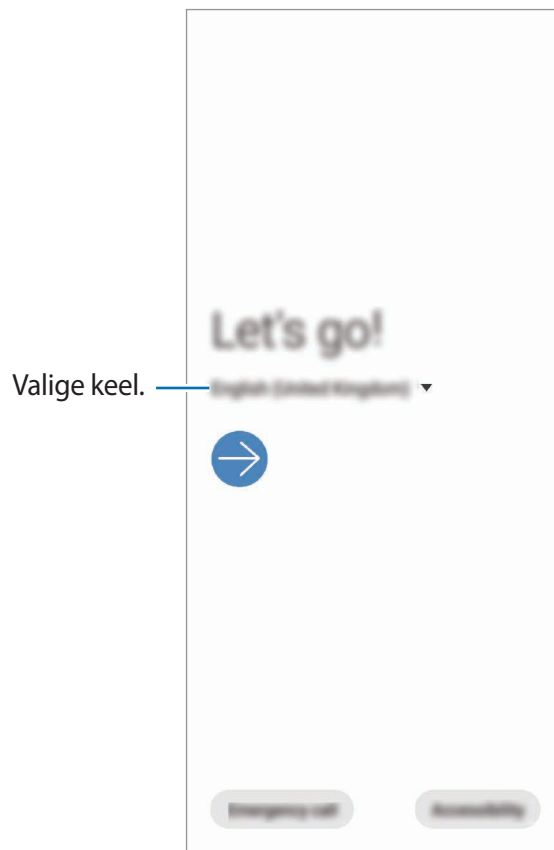 Let's go!
Valige keel.
English (United Kingdom)
Emergency call
Accessibility